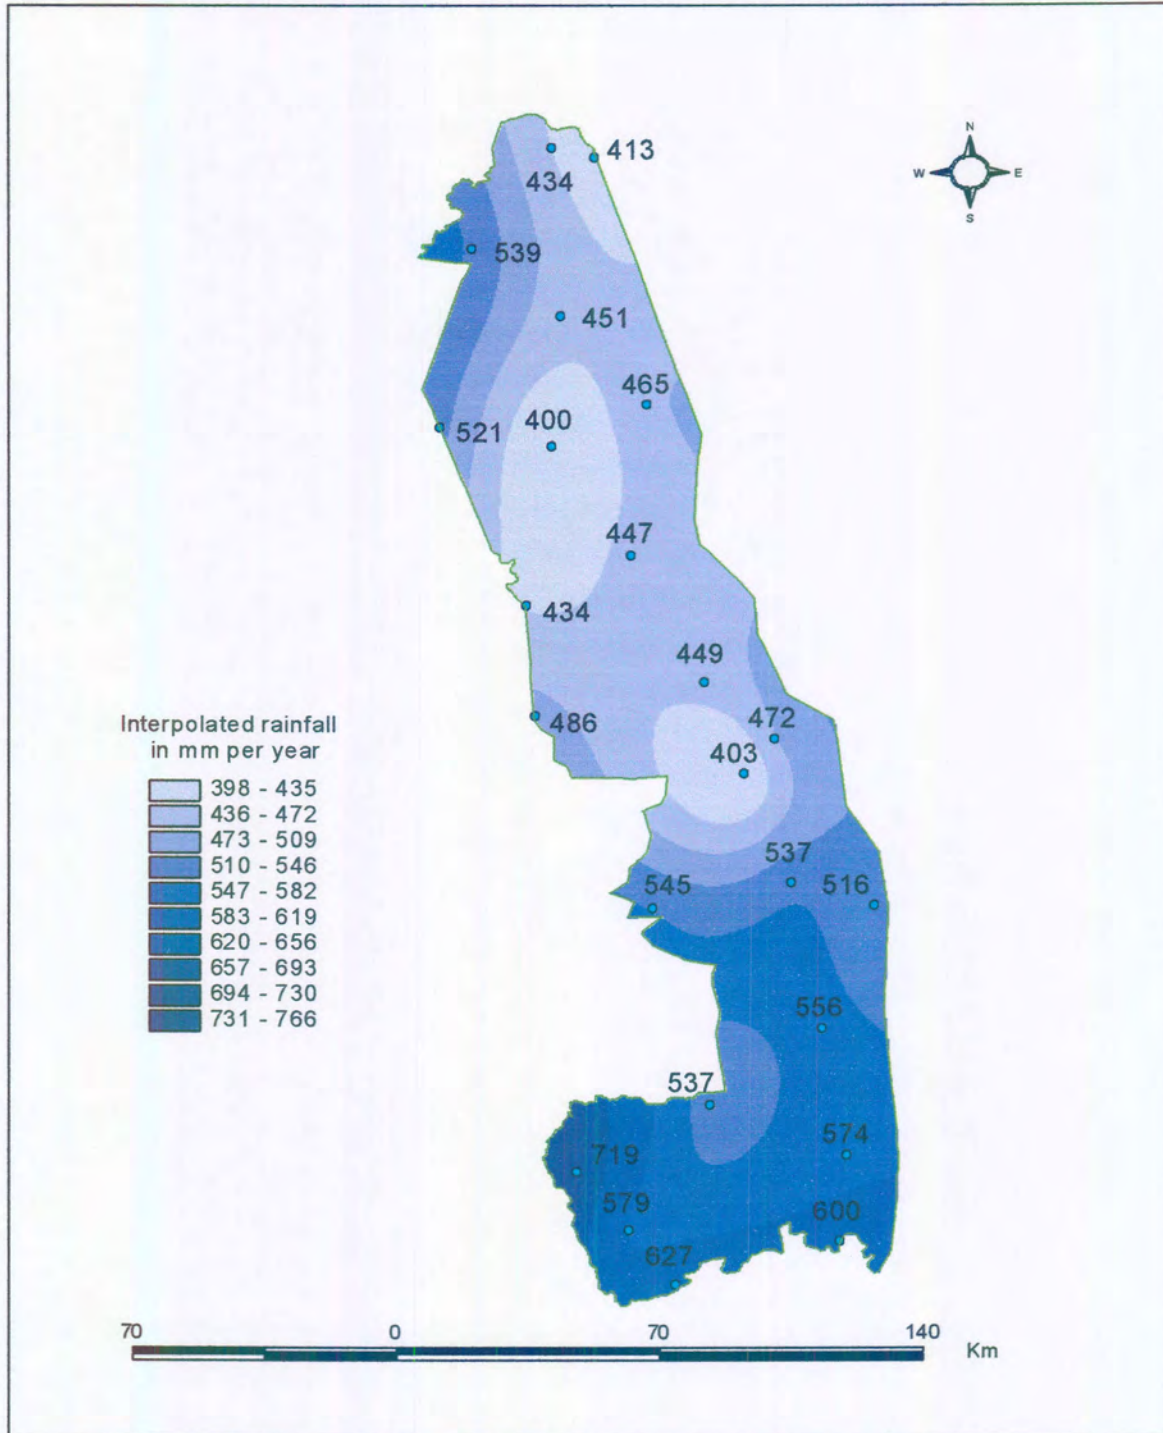 N
W E
S
413
434
539
451
465
400
521
447
434
449
486
472
403
Interpolated rainfall
in mm per year
398 - 435
436 - 472
473 - 509
510 - 546
547 - 582
583 - 619
620 - 656
657 - 693
694 - 730
731 - 766
537
545
516
556
537
574
719
579
600
627
70 0 70 140
Km